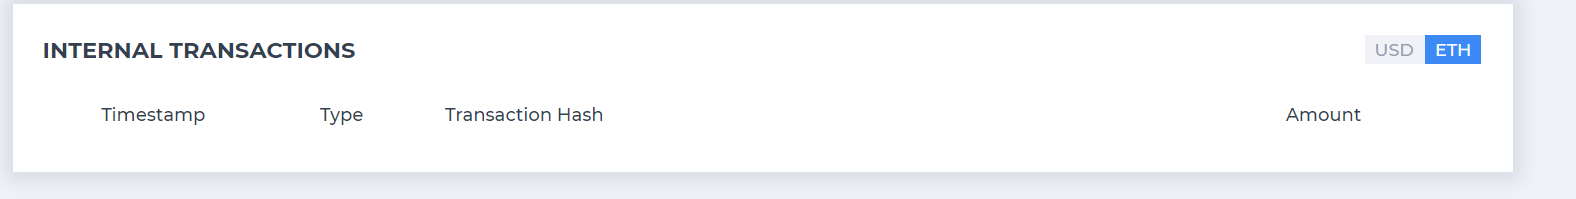 INTERNAL TRANSACTIONS USD ETH
Timestamp Type Transaction Hash Amount